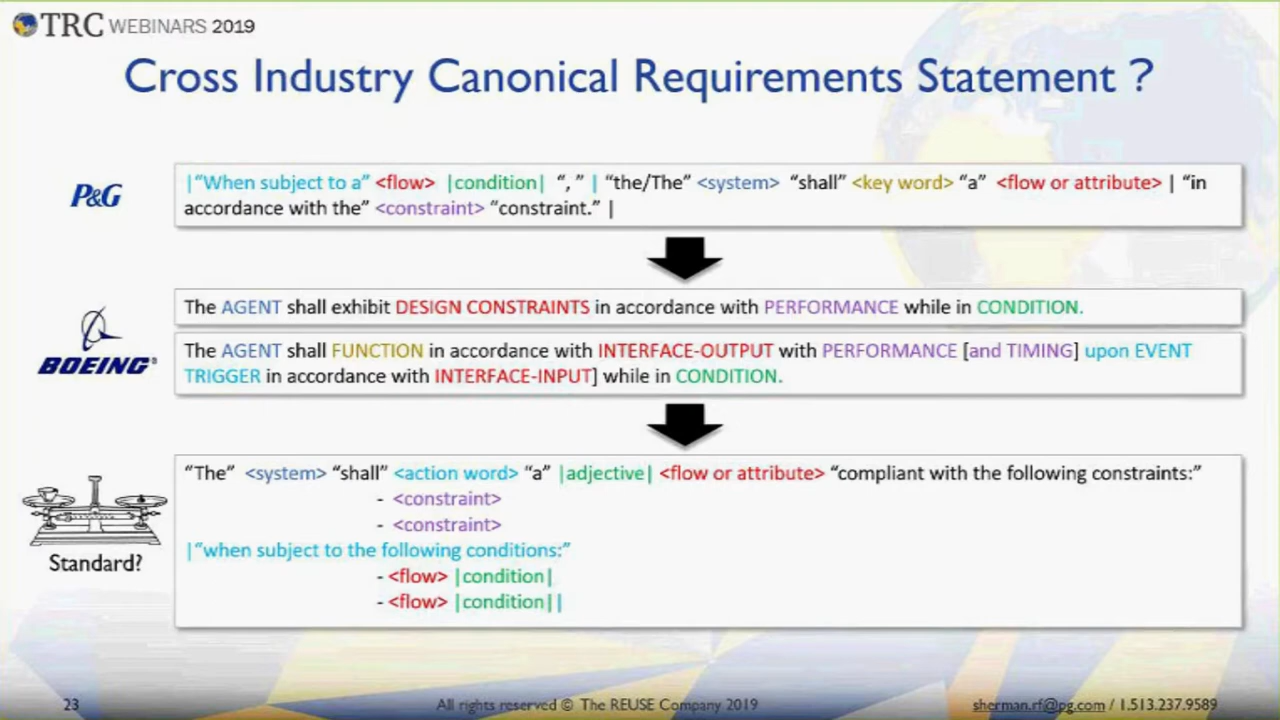 TRC WEBINARS 2019
Cross Industry Canonical Requirements Statement ?
P&G
|“When subject to a” <flow> |condition| “, ” | “the/The” <system> “shall” <key word> “a” <flow or attribute> | “in
accordance with the” <constraint> “constraint.” |
BOEING®
The AGENT shall exhibit DESIGN CONSTRAINTS in accordance with PERFORMANCE while in CONDITION.
The AGENT shall FUNCTION in accordance with INTERFACE-OUTPUT with PERFORMANCE [and TIMING] upon EVENT
TRIGGER in accordance with INTERFACE-INPUT] while in CONDITION.
Standard?
“The” <system> “shall” <action word> “a” |adjective| <flow or attribute> “compliant with the following constraints:”
- <constraint>
- <constraint>
|“when subject to the following conditions:”
- <flow> |condition|
- <flow> |condition||
23
All rights reserved © The REUSE Company 2019
sherman.rf@pg.com / 1.513.237.9589